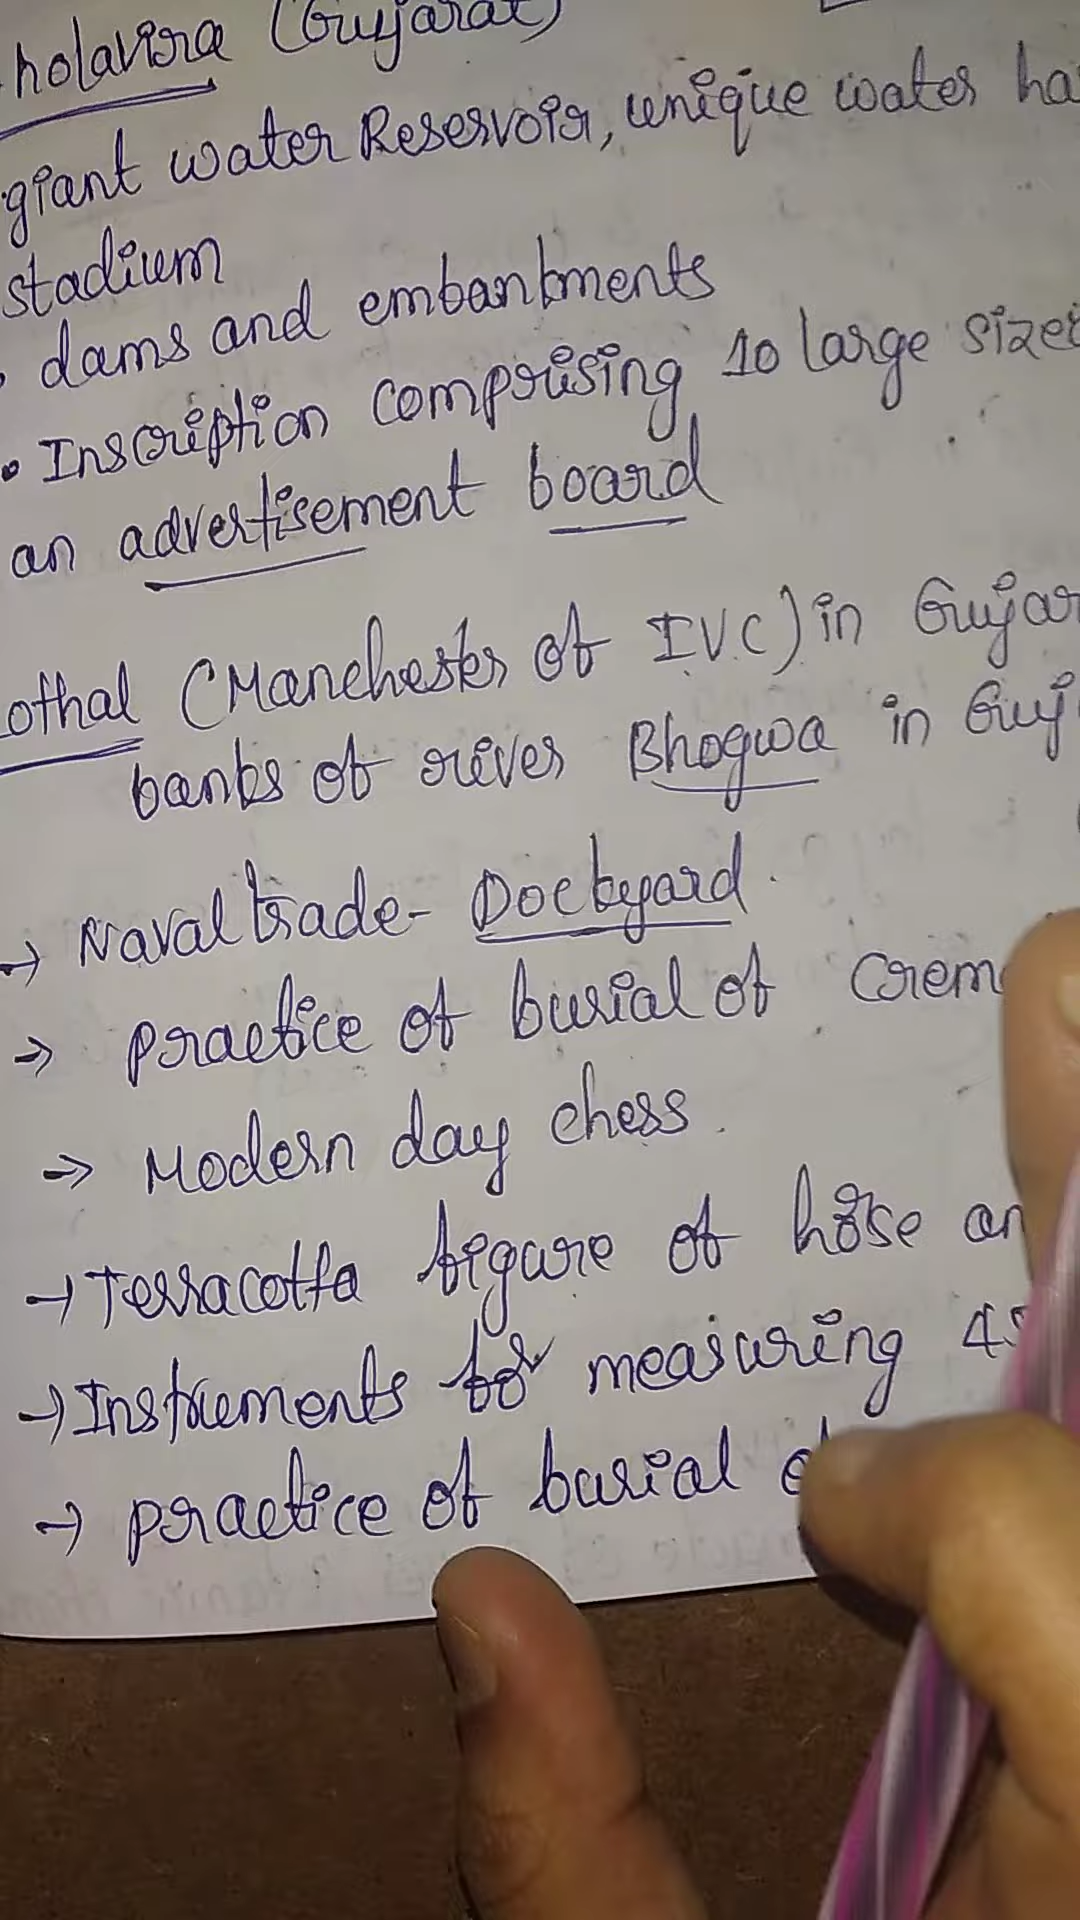 holavira (Gujarat)
giant water Reservoir, unique water ha
stadium
dams and embankments
• Inscription comprising 10 large size
an advertisement board
othal (Manchester of IVC) in Gujar
banks of river Bhogwa in Guj
→ Naval trade - Dockyard.
→ practice of burial of crem
→ Modern day chess.
→ Terracotta figure of horse an
→ Instruments for measuring 45
→ practice of burial o